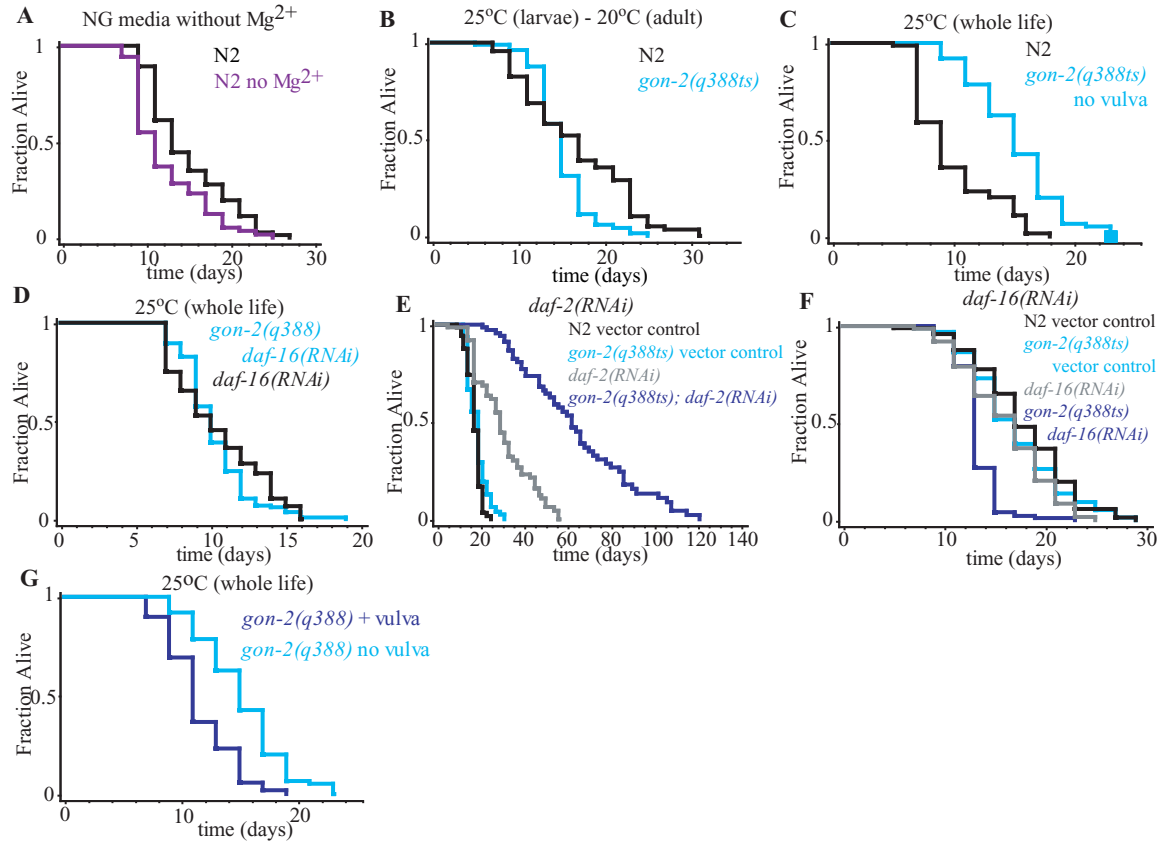 A
NG media without Mg2+
N2
N2 no Mg2+
Fraction Alive
1
0.5
0
0
10
20
30
time (days)
B
25ºC (larvae) - 20ºC (adult)
N2
gon-2(q388ts)
Fraction Alive
1
0.5
0
0
10
20
30
time (days)
C
25ºC (whole life)
N2
gon-2(q388ts)
no vulva
Fraction Alive
1
0.5
0
0
10
20
time (days)
D
25ºC (whole life)
gon-2(q388)
daf-16(RNAi)
daf-16(RNAi)
Fraction Alive
1
0.5
0
0
5
10
15
20
time (days)
E
daf-2(RNAi)
N2 vector control
gon-2(q388ts) vector control
daf-2(RNAi)
gon-2(q388ts); daf-2(RNAi)
Fraction Alive
1
0.5
0
0
20
40
60
80
100
120
140
time (days)
F
daf-16(RNAi)
N2 vector control
gon-2(q388ts)
vector control
daf-16(RNAi)
gon-2(q388ts)
daf-16(RNAi)
Fraction Alive
1
0.5
0
0
10
20
30
time (days)
G
25ºC (whole life)
gon-2(q388) + vulva
gon-2(q388) no vulva
Fraction Alive
1
0.5
0
0
10
20
time (days)